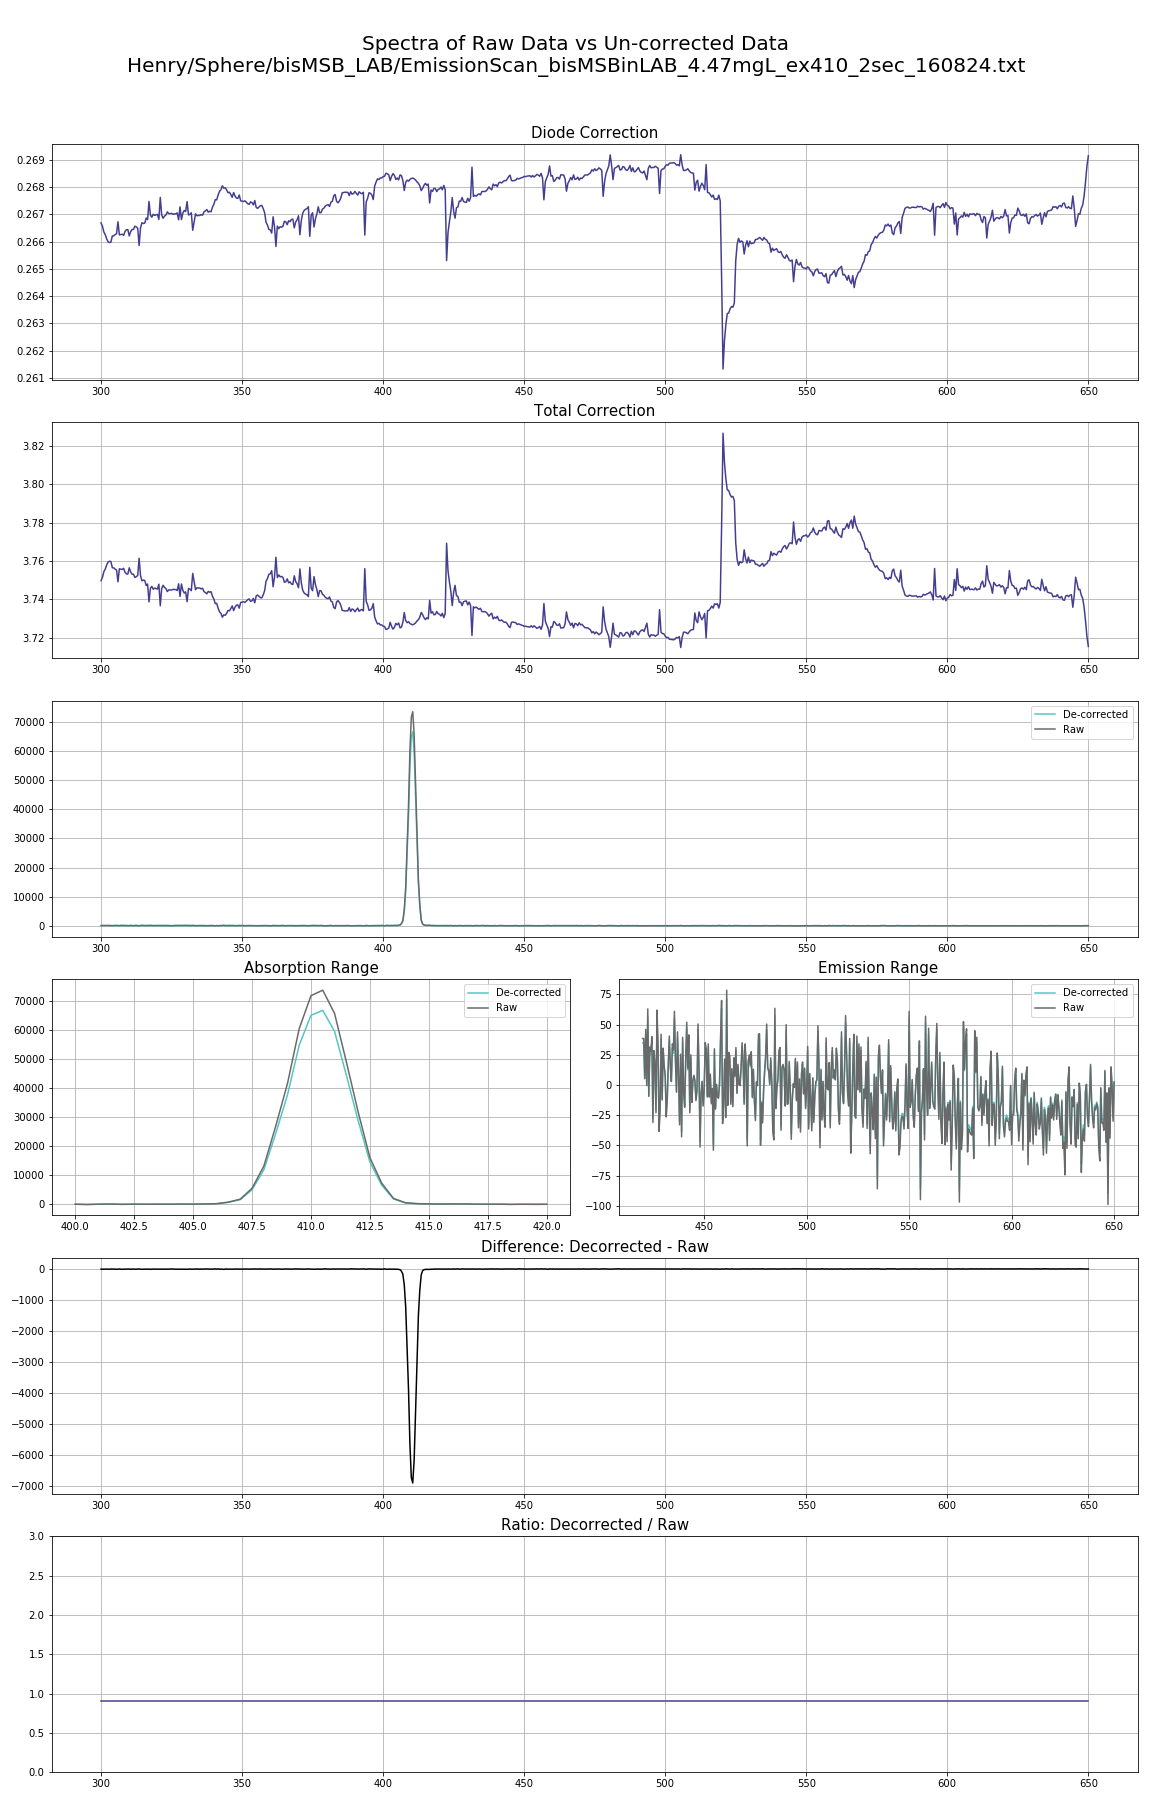 Spectra of Raw Data vs Un-corrected Data
Henry/Sphere/bisMSB_LAB/EmissionScan_bisMSBinLAB_4.47mgL_ex410_2sec_160824.txt
Diode Correction
0.269
0.268
0.267
0.266
0.265
0.264
0.263
0.262
0.261
300 350 400 450 500 550 600 650
Total Correction
3.82
3.80
3.78
3.76
3.74
3.72
300 350 400 450 500 550 600 650
De-corrected
Raw
70000
60000
50000
40000
30000
20000
10000
0
300 350 400 450 500 550 600 650
Absorption Range
De-corrected
Raw
70000
60000
50000
40000
30000
20000
10000
0
400.0 402.5 405.0 407.5 410.0 412.5 415.0 417.5 420.0
Emission Range
De-corrected
Raw
75
50
25
0
−25
−50
−75
−100
450 500 550 600 650
Difference: Decorrected - Raw
0
−1000
−2000
−3000
−4000
−5000
−6000
−7000
300 350 400 450 500 550 600 650
Ratio: Decorrected / Raw
3.0
2.5
2.0
1.5
1.0
0.5
0.0
300 350 400 450 500 550 600 650